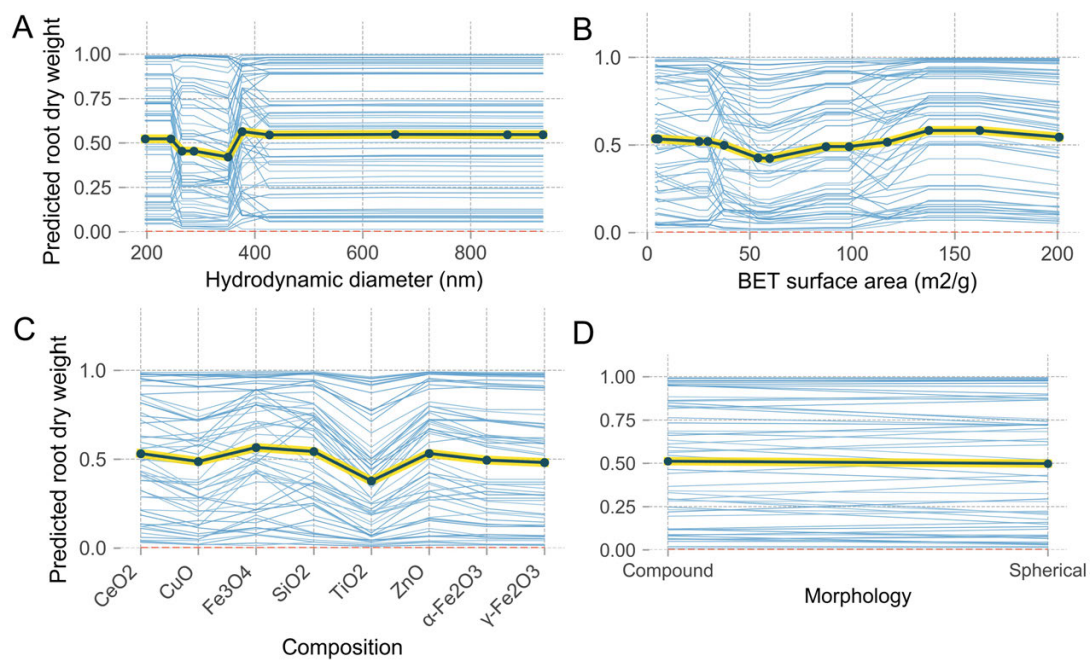 A
Predicted root dry weight
1.00
0.75
0.50
0.25
0.00
200
400
600
800
Hydrodynamic diameter (nm)
B
1.0
0.5
0.0
0
50
100
150
200
BET surface area (m2/g)
C
Predicted root dry weight
1.0
0.5
0.0
CeO2
CuO
Fe3O4
SiO2
TiO2
ZnO
α-Fe2O3
γ-Fe2O3
Composition
D
1.00
0.75
0.50
0.25
0.00
Compound
Spherical
Morphology